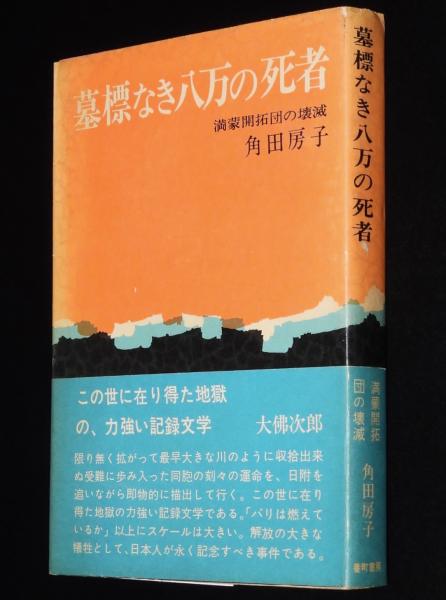 墓標なき八万の死者
満蒙開拓団の壊滅
角田房子
この世に在り得た地獄
の、力強い記録文学
大佛次郎
限り無く拡がって最早大きな川のように収拾出来
ぬ受難に歩み入った同胞の刻々の運命を、日附を
追いながら即物的に描出して行く。この世に在り
得た地獄の力強い記録文学である。「パリは燃えて
いるか」以上にスケールは大きい。解放の大きな
犠牲として、日本人が永く記念すべき事件である。
墓標なき八万の死者
満蒙開拓
団の壊滅
角田房子
番町書房